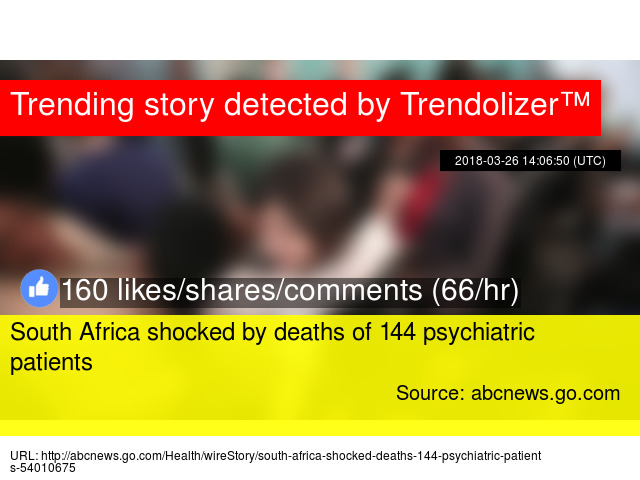 Trending story detected by Trendolizer™
2018-03-26 14:06:50 (UTC)
160 likes/shares/comments (66/hr)
South Africa shocked by deaths of 144 psychiatric
patients
Source: abcnews.go.com
URL: http://abcnews.go.com/Health/wireStory/south-africa-shocked-deaths-144-psychiatric-patient
s-54010675